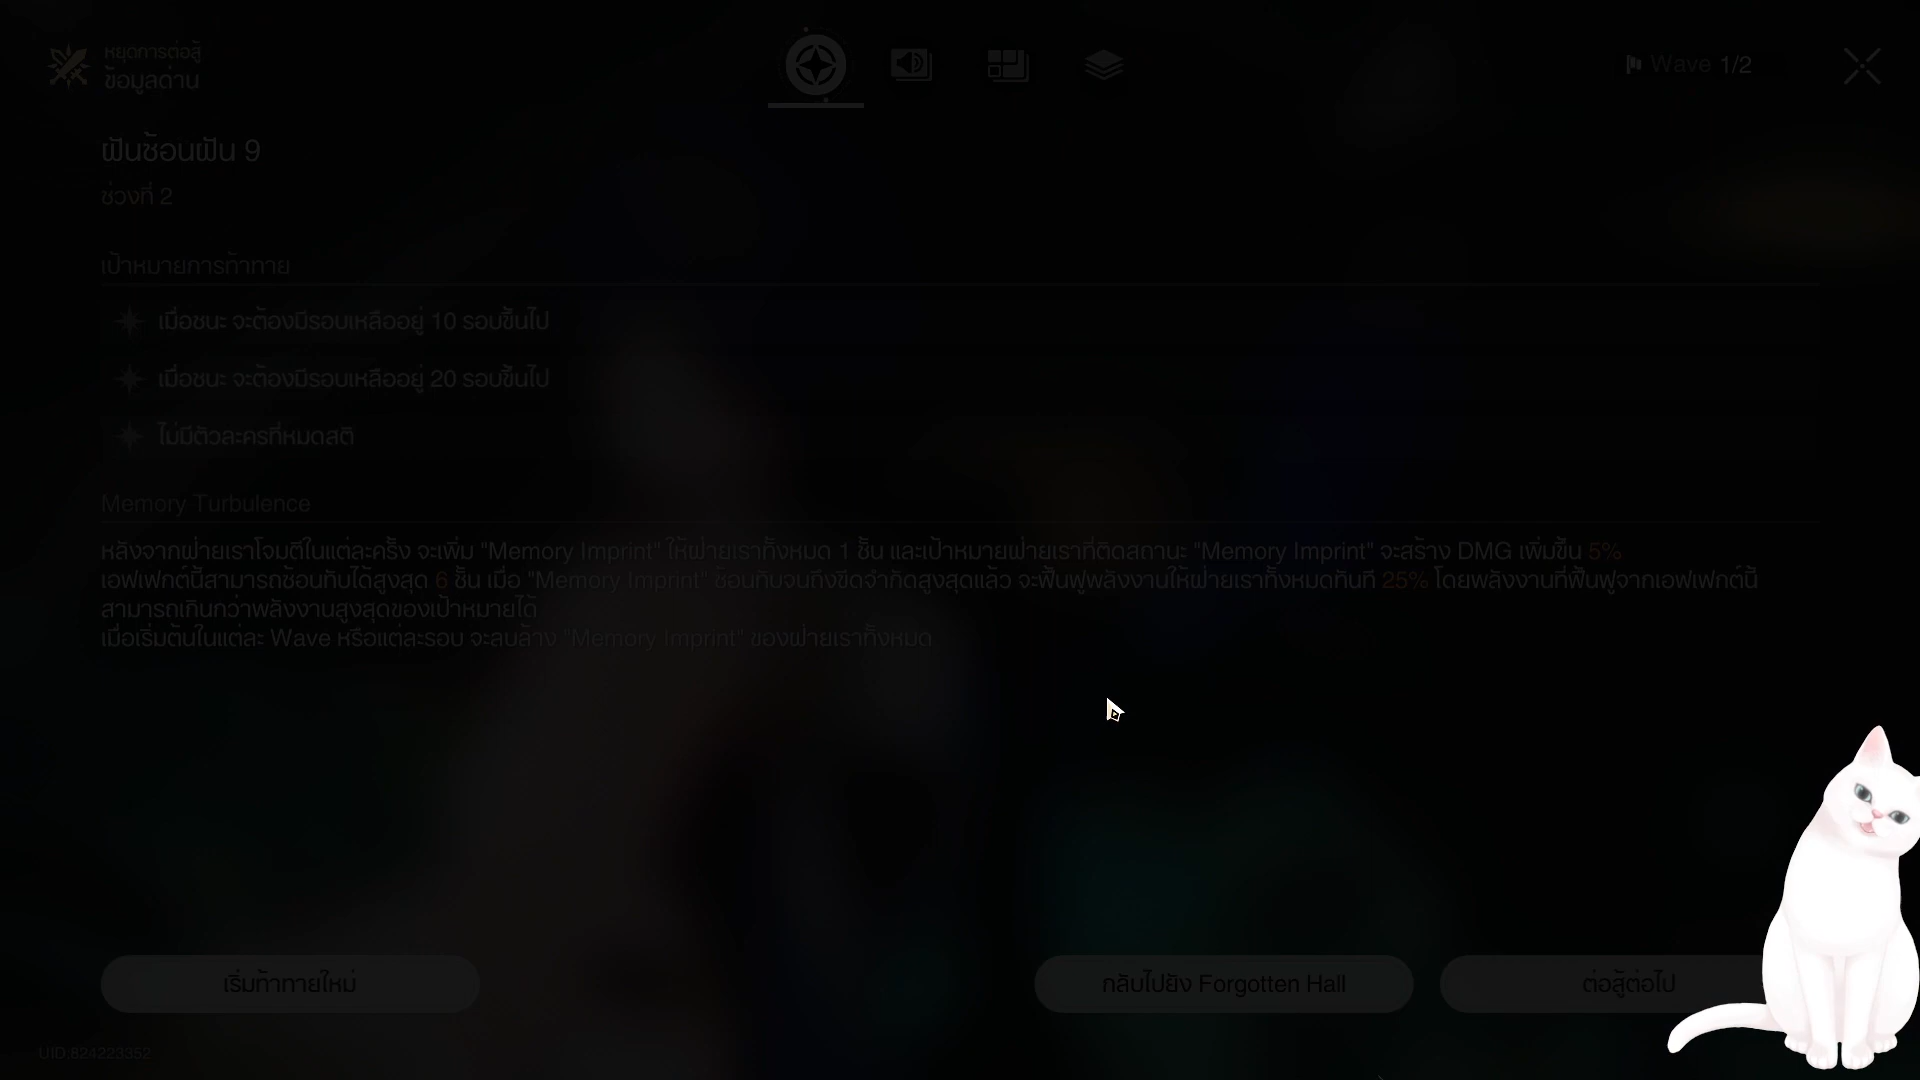 หยุดการต่อสู้
ข้อมูลด่าน
Wave 1/2
ฝันซ้อนฝัน 9
ช่วงที่ 2
เป้าหมายการท้าทาย
เมื่อชนะ จะต้องมีรอบเหลืออยู่ 10 รอบขึ้นไป
เมื่อชนะ จะต้องมีรอบเหลืออยู่ 20 รอบขึ้นไป
ไม่มีตัวละครที่หมดสติ
Memory Turbulence
หลังจากฝ่ายเราโจมตีในแต่ละครั้ง จะเพิ่ม "Memory Imprint" ให้ฝ่ายเราทั้งหมด 1 ชั้น และเป้าหมายฝ่ายเราที่ติดสถานะ "Memory Imprint" จะสร้าง DMG เพิ่มขึ้น 5%
เอฟเฟกต์นี้สามารถซ้อนทับได้สูงสุด 6 ชั้น เมื่อ "Memory Imprint" ซ้อนทับจนถึงขีดจำกัดสูงสุดแล้ว จะฟื้นฟูพลังงานให้ฝ่ายเราทั้งหมดทันที 25% โดยพลังงานที่ฟื้นฟูจากเอฟเฟกต์นี้
สามารถเกินกว่าพลังงานสูงสุดของเป้าหมายได้
เมื่อเริ่มต้นในแต่ละ Wave หรือแต่ละรอบ จะลบล้าง "Memory Imprint" ของฝ่ายเราทั้งหมด
เริ่มท้าทายใหม่
กลับไปยัง Forgotten Hall
ต่อสู้ต่อไป
UID:824223352